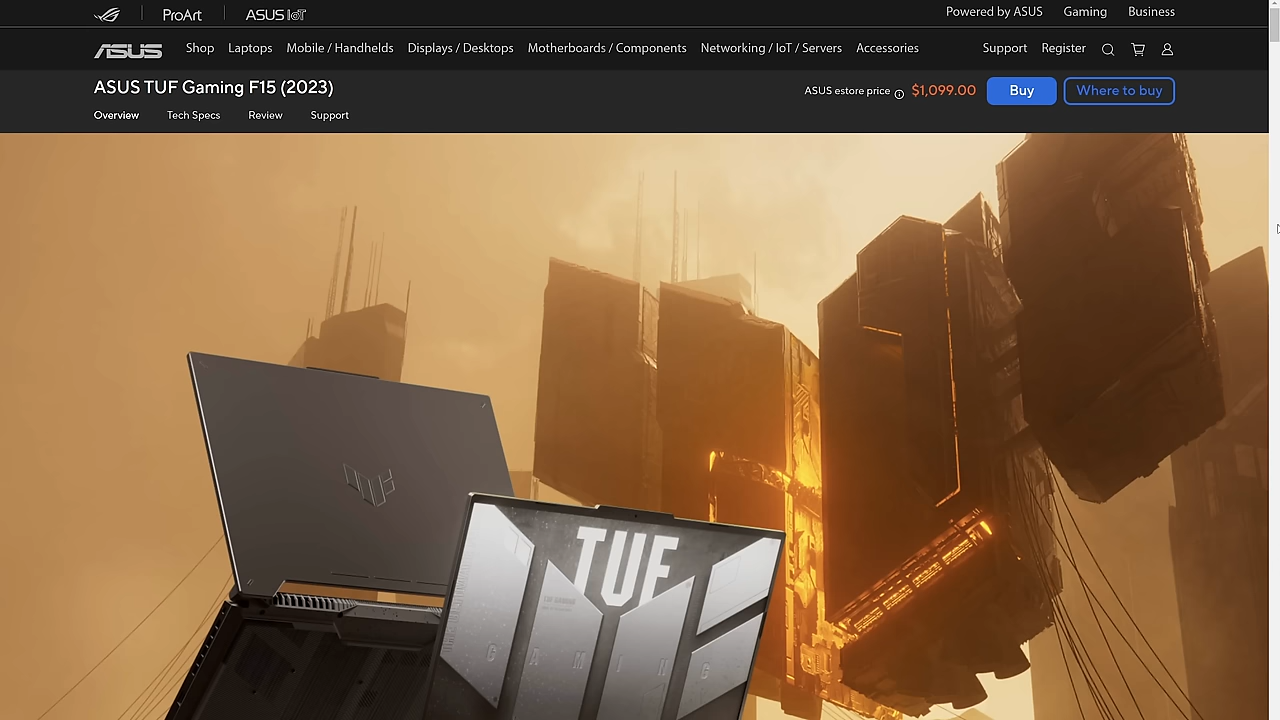 ProArt
ASUS IoT
Powered by ASUS
Gaming
Business
ASUS
Shop
Laptops
Mobile / Handhelds
Displays / Desktops
Motherboards / Components
Networking / IoT / Servers
Accessories
Support
Register
ASUS TUF Gaming F15 (2023)
ASUS estore price
$1,099.00
Buy
Where to buy
Overview
Tech Specs
Review
Support
TUF
TUF
GAMING